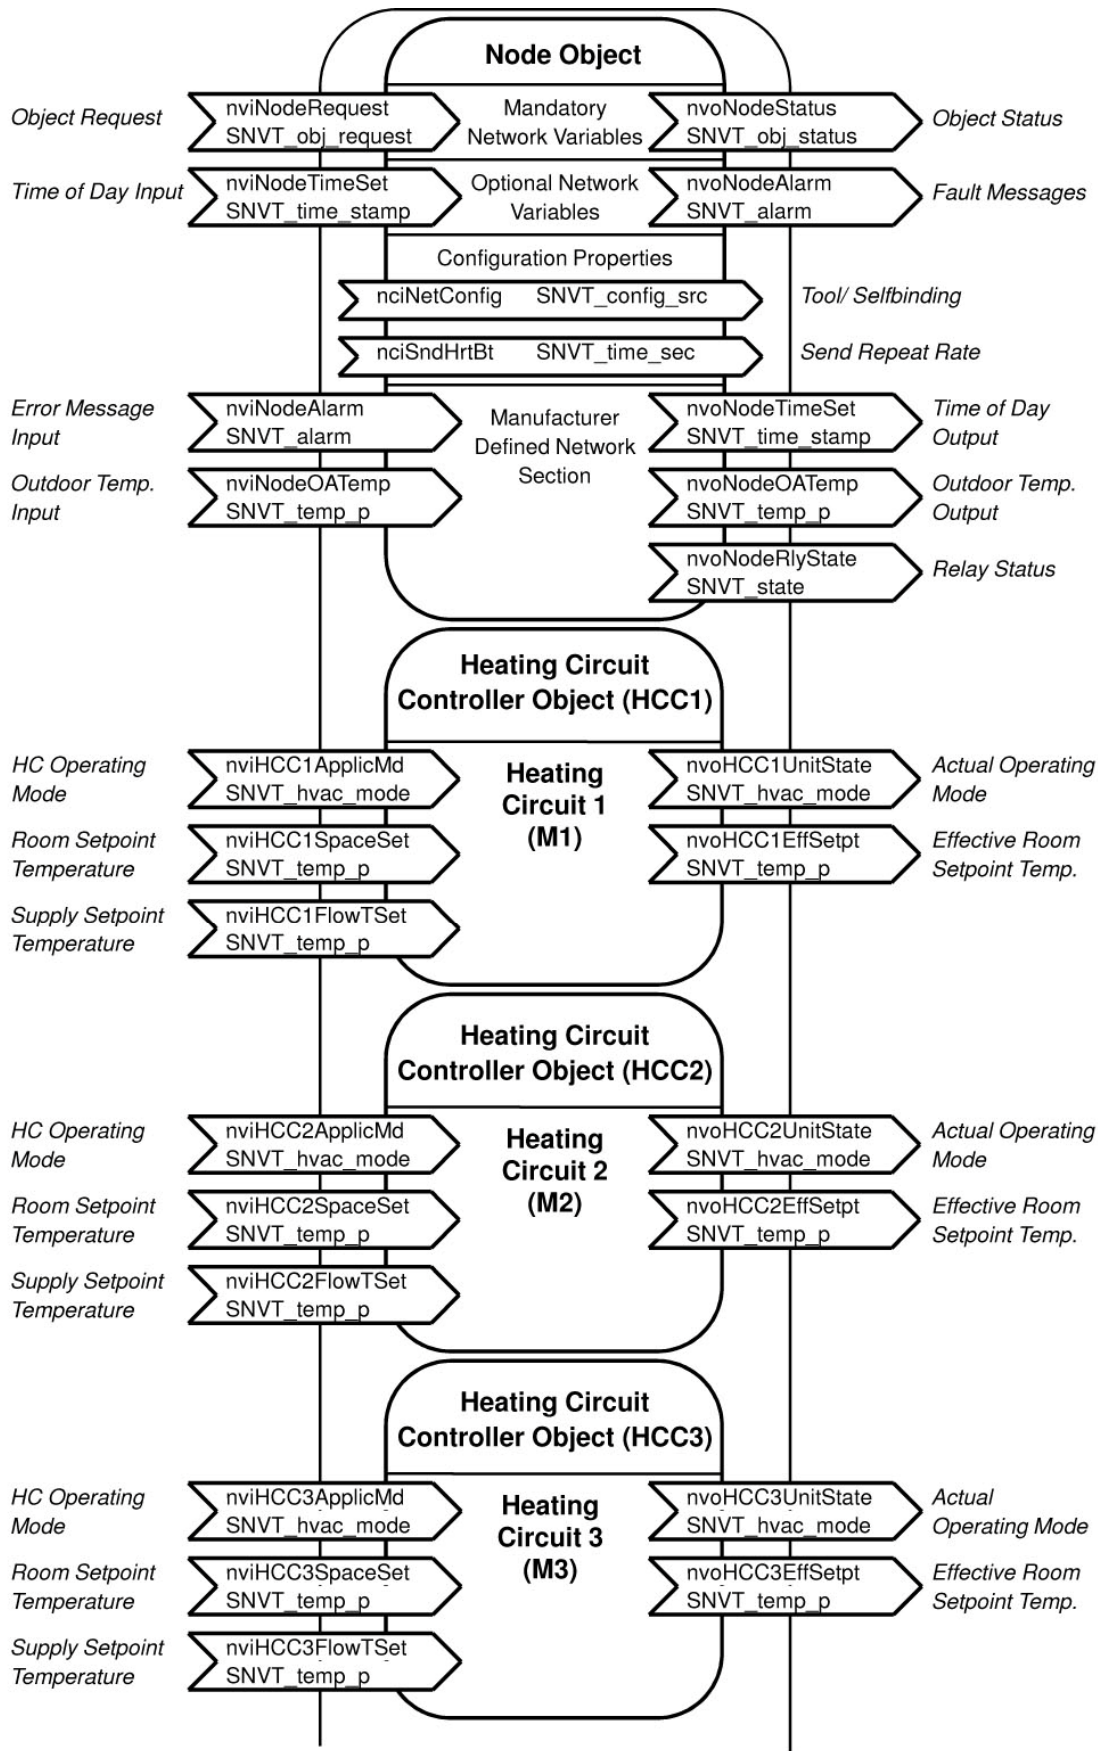 Node Object
Object Request
nviNodeRequest
SNVT_obj_request
Mandatory
Network Variables
nvoNodeStatus
SNVT_obj_status
Object Status
Time of Day Input
nviNodeTimeSet
SNVT_time_stamp
Optional Network
Variables
nvoNodeAlarm
SNVT_alarm
Fault Messages
Configuration Properties
nciNetConfig SNVT_config_src
Tool/ Selfbinding
nciSndHrtBt SNVT_time_sec
Send Repeat Rate
Error Message
Input
nviNodeAlarm
SNVT_alarm
Manufacturer
Defined Network
Section
nvoNodeTimeSet
SNVT_time_stamp
Time of Day
Output
Outdoor Temp.
Input
nviNodeOATemp
SNVT_temp_p
nvoNodeOATemp
SNVT_temp_p
Outdoor Temp.
Output
nvoNodeRlyState
SNVT_state
Relay Status
Heating Circuit
Controller Object (HCC1)
HC Operating
Mode
nviHCC1ApplicMd
SNVT_hvac_mode
Heating
Circuit 1
(M1)
nvoHCC1UnitState
SNVT_hvac_mode
Actual Operating
Mode
Room Setpoint
Temperature
nviHCC1SpaceSet
SNVT_temp_p
nvoHCC1EffSetpt
SNVT_temp_p
Effective Room
Setpoint Temp.
Supply Setpoint
Temperature
nviHCC1FlowTSet
SNVT_temp_p
Heating Circuit
Controller Object (HCC2)
HC Operating
Mode
nviHCC2ApplicMd
SNVT_hvac_mode
Heating
Circuit 2
(M2)
nvoHCC2UnitState
SNVT_hvac_mode
Actual Operating
Mode
Room Setpoint
Temperature
nviHCC2SpaceSet
SNVT_temp_p
nvoHCC2EffSetpt
SNVT_temp_p
Effective Room
Setpoint Temp.
Supply Setpoint
Temperature
nviHCC2FlowTSet
SNVT_temp_p
Heating Circuit
Controller Object (HCC3)
HC Operating
Mode
nviHCC3ApplicMd
SNVT_hvac_mode
Heating
Circuit 3
(M3)
nvoHCC3UnitState
SNVT_hvac_mode
Actual
Operating Mode
Room Setpoint
Temperature
nviHCC3SpaceSet
SNVT_temp_p
nvoHCC3EffSetpt
SNVT_temp_p
Effective Room
Setpoint Temp.
Supply Setpoint
Temperature
nviHCC3FlowTSet
SNVT_temp_p